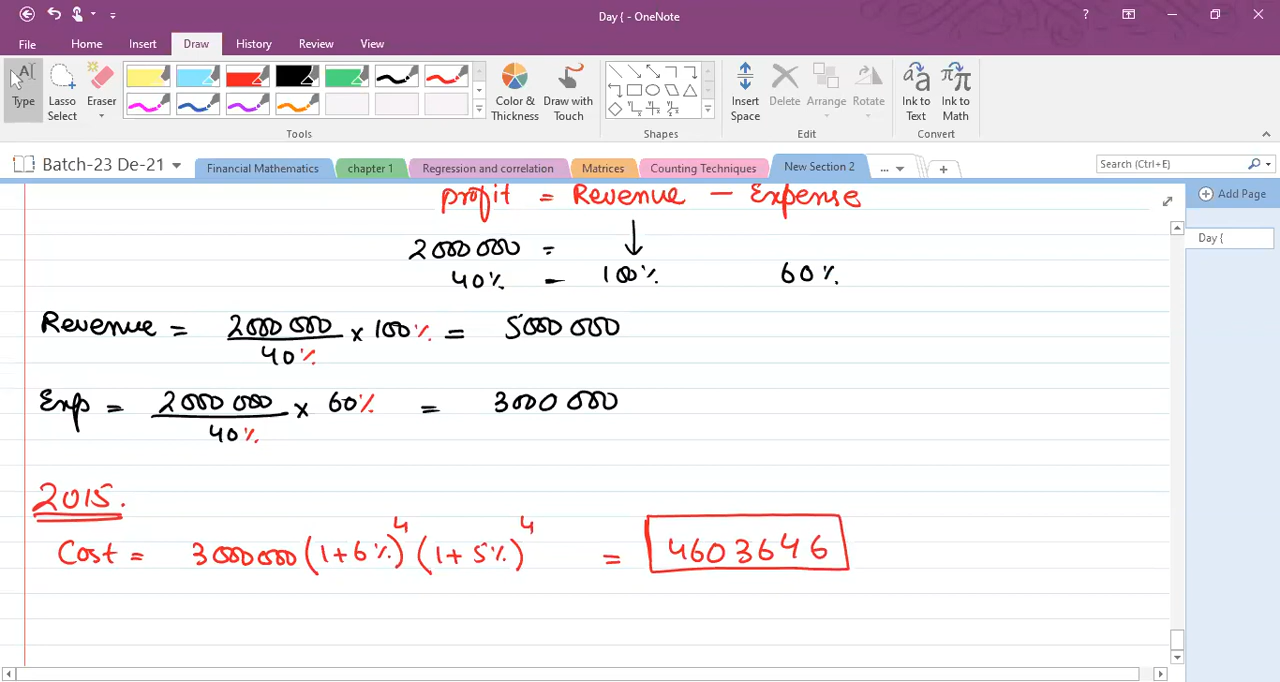 Day { - OneNote
?
File Home Insert Draw History Review View
Type
Lasso Select
Eraser
Color & Thickness
Draw with Touch
Insert Space
Delete
Arrange
Rotate
Ink to Text
Ink to Math
Tools
Shapes
Edit
Convert
Batch-23 De-21
Financial Mathematics
chapter 1
Regression and correlation
Matrices
Counting Techniques
New Section 2
...
Search (Ctrl+E)
Add Page
Day {
profit = Revenue - Expense
2000 000 =
40% = 100% 60%
Revenue = 2000 000 / 40% × 100% = 5000 000
Exp = 2000 000 / 40% × 60% = 3000 000
2015.
Cost = 3000000 (1+6%)^4 (1+5%)^4 = 4603646